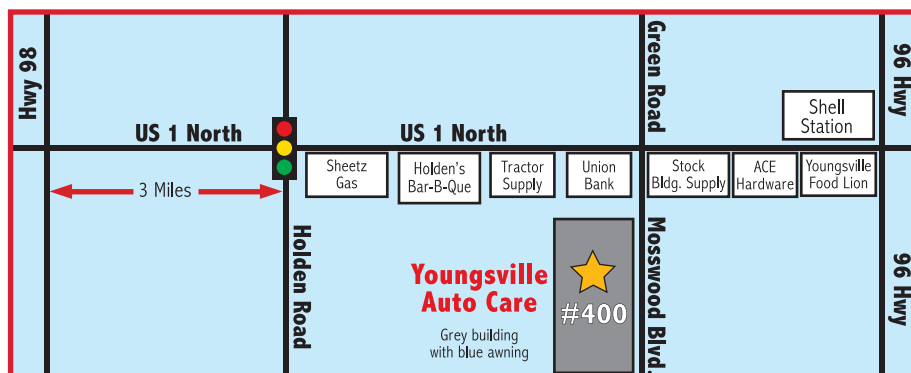 Hwy 98
US 1 North
US 1 North
Green Road
96 Hwy
Shell
Station
3 Miles
Sheetz
Gas
Holden's
Bar-B-Que
Tractor
Supply
Union
Bank
Stock
Bldg. Supply
ACE
Hardware
Youngsville
Food Lion
Holden Road
Youngsville
Auto Care
Grey building
with blue awning
#400
Mosswood Blvd.
96 Hwy